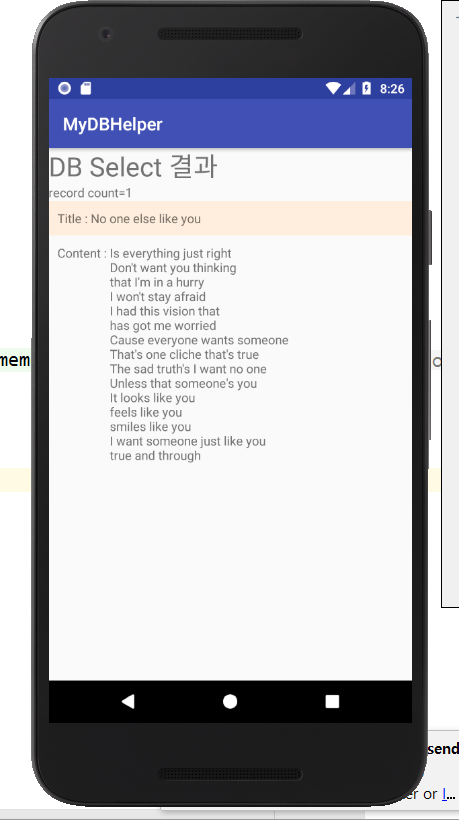 8:26
MyDBHelper
DB Select 결과
record count=1
Title : No one else like you
Content : Is everything just right
Don't want you thinking
that I'm in a hurry
I won't stay afraid
I had this vision that
has got me worried
Cause everyone wants someone
That's one cliche that's true
The sad truth's I want no one
Unless that someone's you
It looks like you
feels like you
smiles like you
I want someone just like you
true and through
mem
send
er or I...